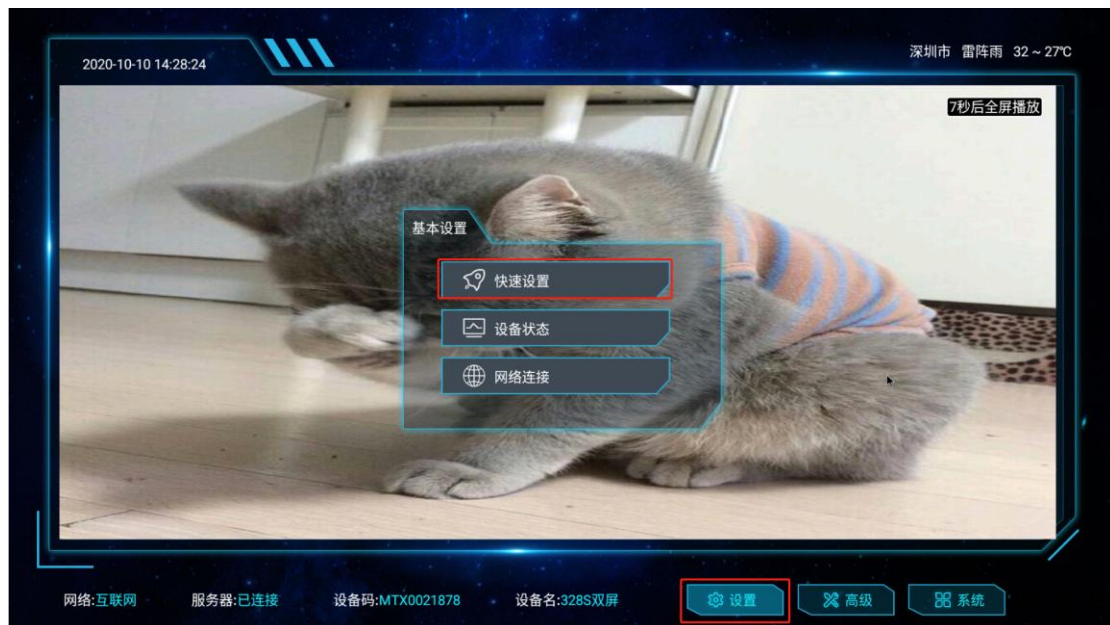 2020-10-10 14:28:24
深圳市 雷阵雨 32~27℃
7秒后全屏播放
基本设置
快速设置
设备状态
网络连接
网络:互联网 服务器:已连接 设备码:MTX0021878 设备名:328S双屏 设置 高级 系统